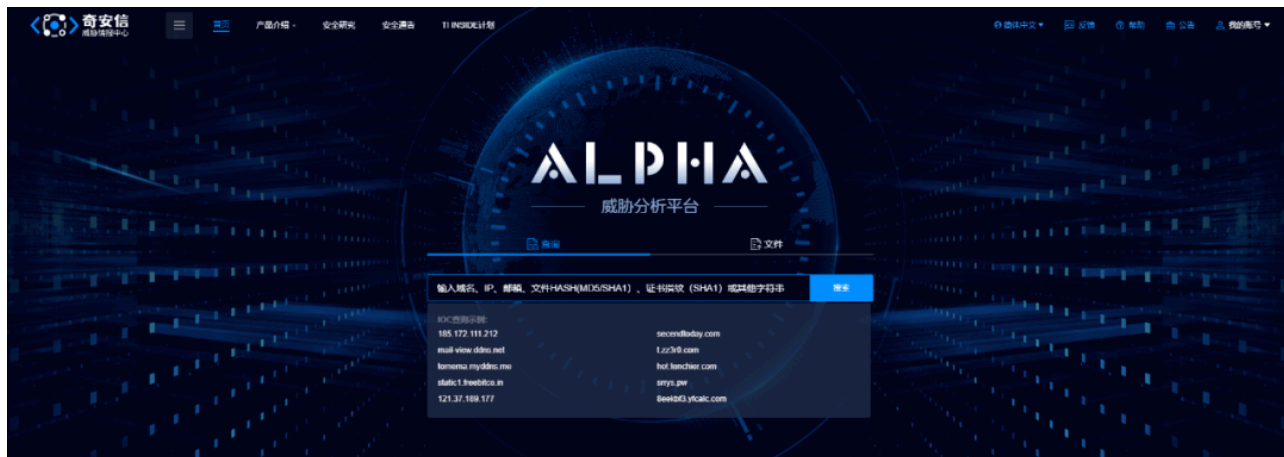 奇安信
威胁情报中心
首页 产品介绍 安全研究 安全通告 TI INSIDE计划 简体中文 反馈 帮助 公告 我的账号
ALPHA
威胁分析平台
查询 文件
输入域名、IP、邮箱、文件HASH(MD5/SHA1)、证书指纹（SHA1）或其他字符串 搜索
IOC查询示例:
185.172.111.212 secendtoday.com
mail-view.ddns.net t.zz3r0.com
tomema.myddns.me hot.tenchier.com
static1.freebitco.in srrys.pw
121.37.189.177 8eekbf3.yfcalc.com